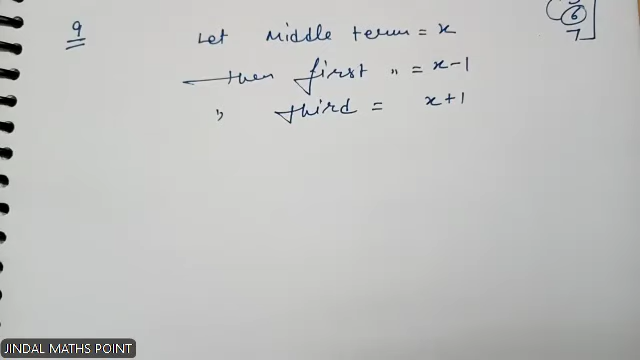 9
Let Middle term = x
then first " = x-1
" third = x+1
6
7
JINDAL MATHS POINT